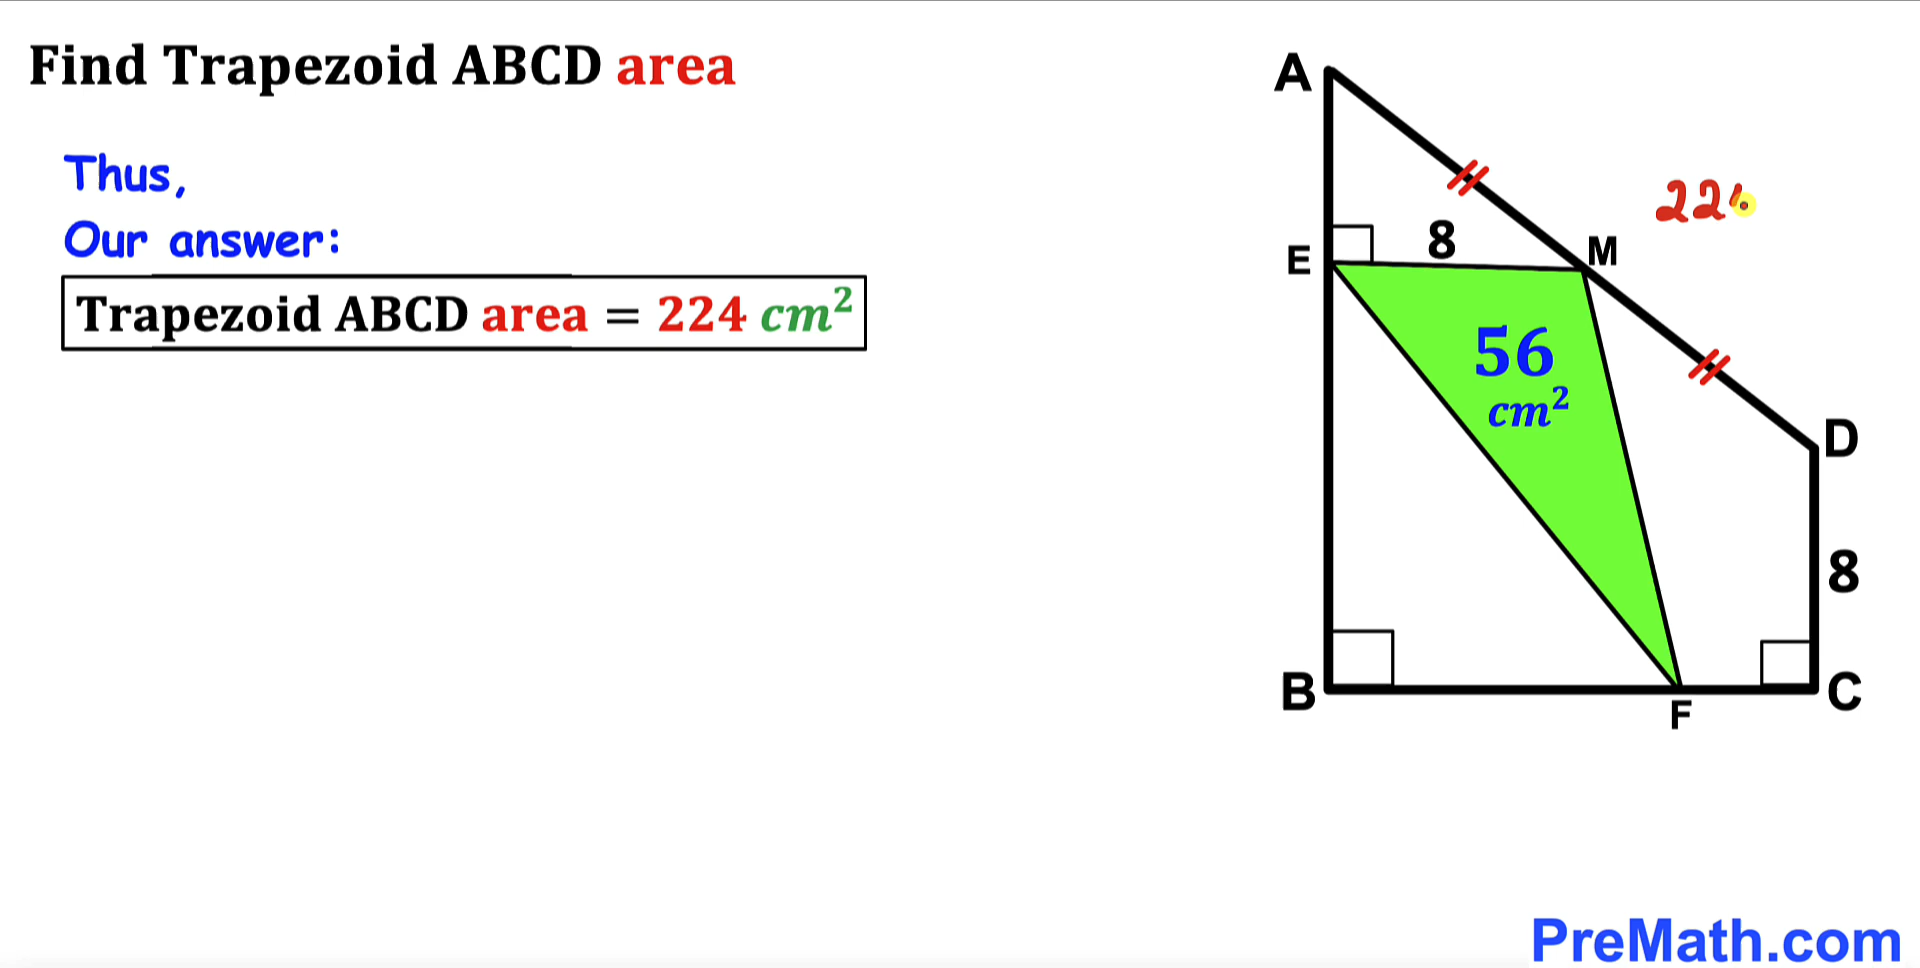 Find Trapezoid ABCD area
Thus,
Our answer:
Trapezoid ABCD area = 224 cm²
A
E
8
M
56
cm²
D
8
B
F
C
PreMath.com